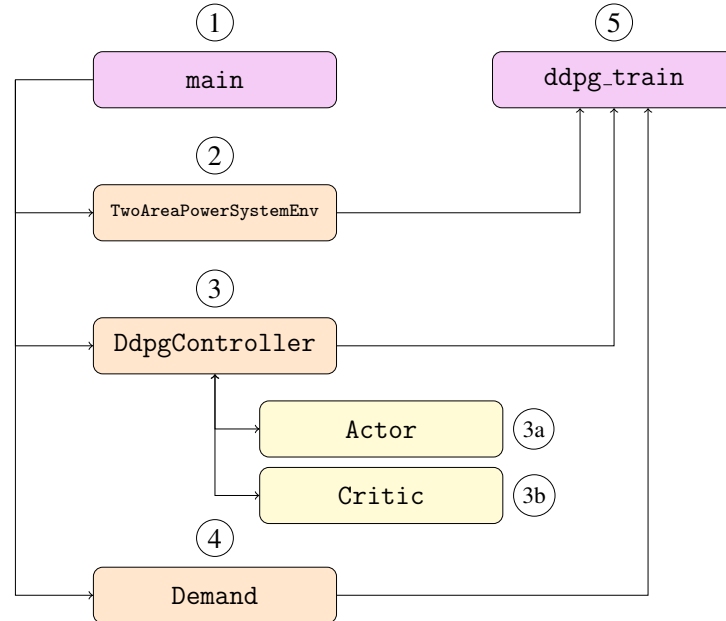 1
5
main
ddpg_train
2
TwoAreaPowerSystemEnv
3
DdpgController
Actor
3a
Critic
3b
4
Demand